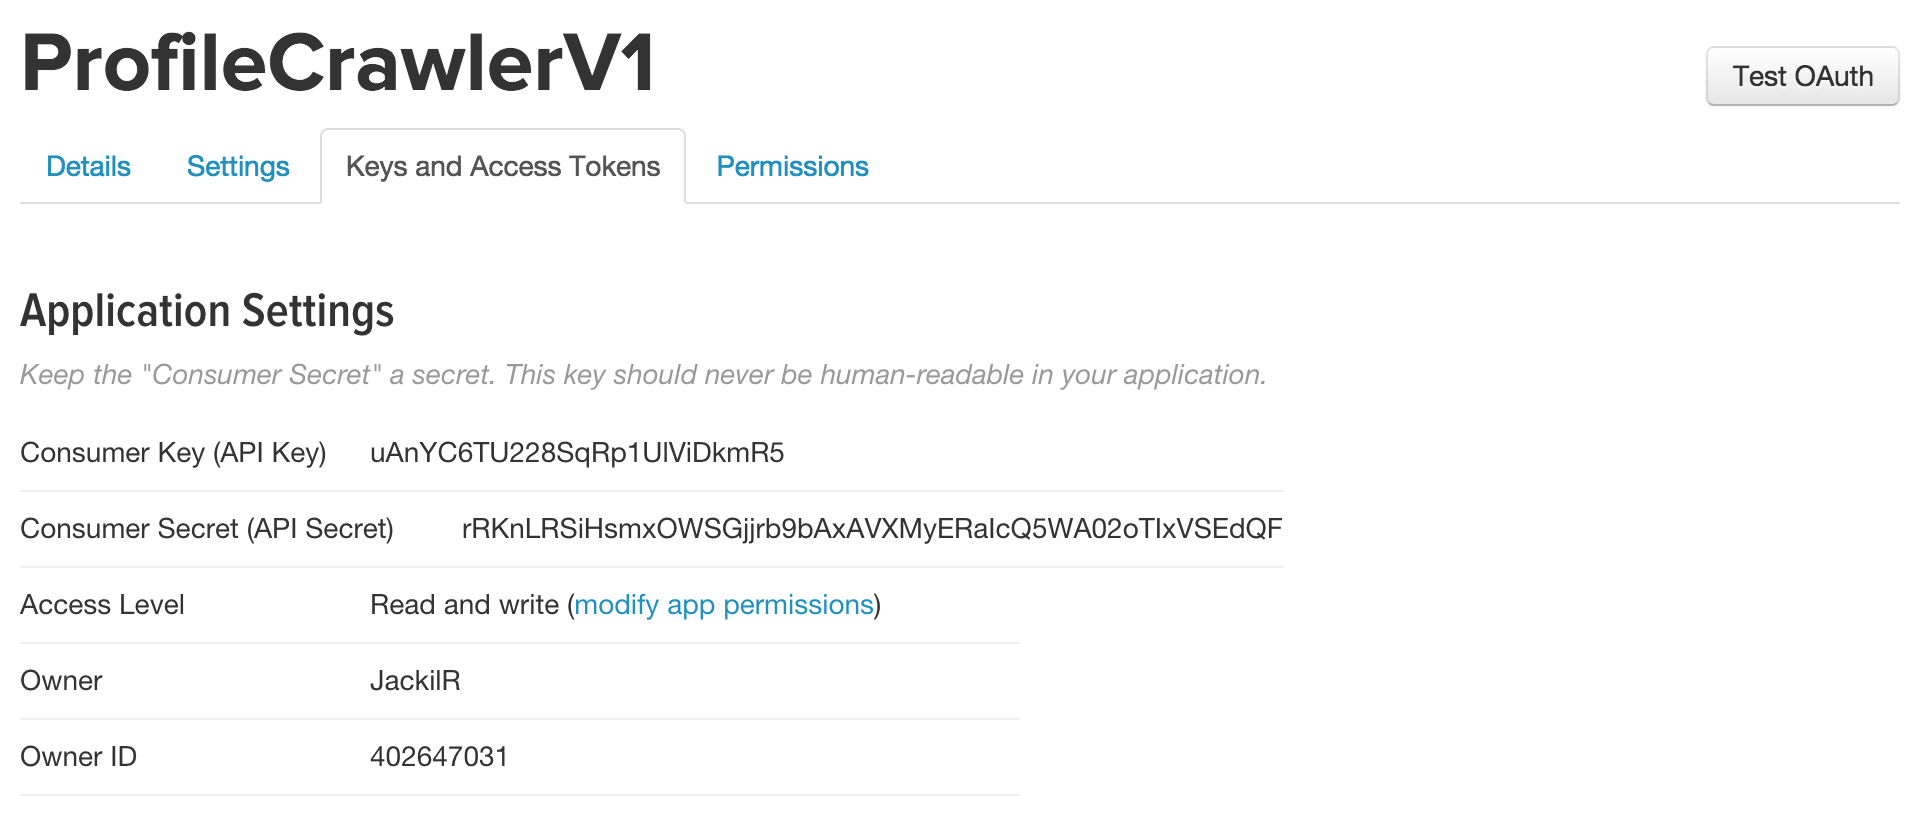 ProfileCrawlerV1
Test OAuth
Details Settings Keys and Access Tokens Permissions
Application Settings
Keep the "Consumer Secret" a secret. This key should never be human-readable in your application.
Consumer Key (API Key) uAnYC6TU228SqRp1UlViDkmR5
Consumer Secret (API Secret) rRKnLRSiHsmxOWSGjjrb9bAxAVXMyERaIcQ5WA02oTIxVSEdQF
Access Level Read and write (modify app permissions)
Owner JackilR
Owner ID 402647031